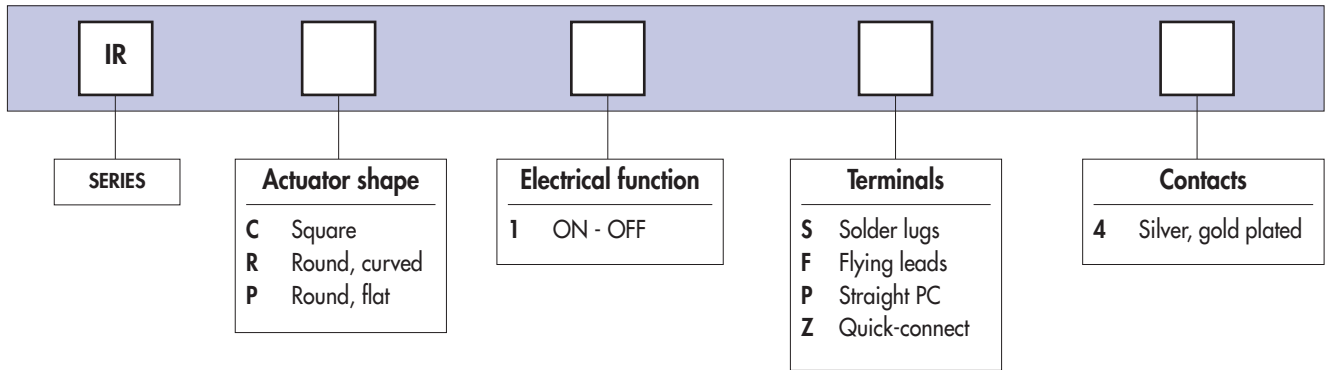 IR
SERIES
Actuator shape
C Square
R Round, curved
P Round, flat
Electrical function
1 ON - OFF
Terminals
S Solder lugs
F Flying leads
P Straight PC
Z Quick-connect
Contacts
4 Silver, gold plated